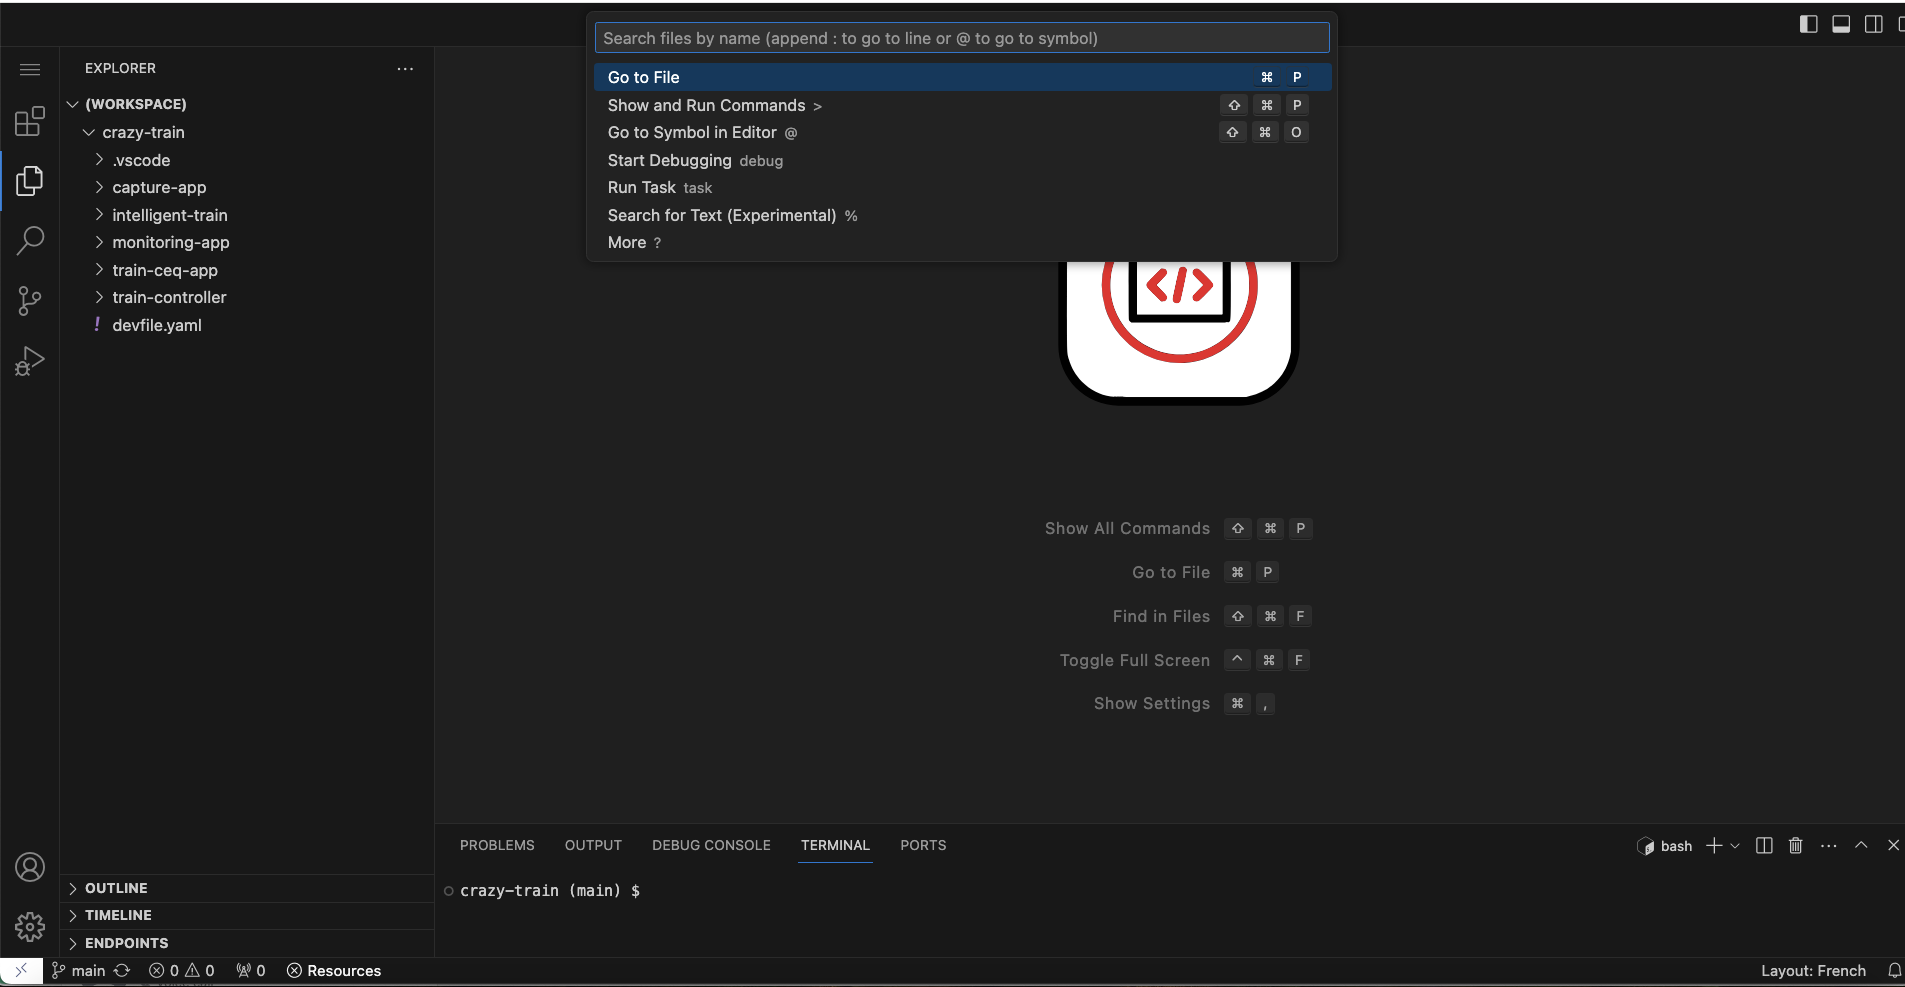 Search files by name (append : to go to line or @ to go to symbol)
Go to File ⌘ P
Show and Run Commands > ⇧ ⌘ P
Go to Symbol in Editor @ ⇧ ⌘ O
Start Debugging debug
Run Task task
Search for Text (Experimental) %
More ?
EXPLORER
(WORKSPACE)
crazy-train
.vscode
capture-app
intelligent-train
monitoring-app
train-ceq-app
train-controller
! devfile.yaml
</>
Show All Commands ⇧ ⌘ P
Go to File ⌘ P
Find in Files ⇧ ⌘ F
Toggle Full Screen ^ ⌘ F
Show Settings ⌘ ,
PROBLEMS OUTPUT DEBUG CONSOLE TERMINAL PORTS
bash
crazy-train (main) $
OUTLINE
TIMELINE
ENDPOINTS
main 0 0 0 Resources
Layout: French